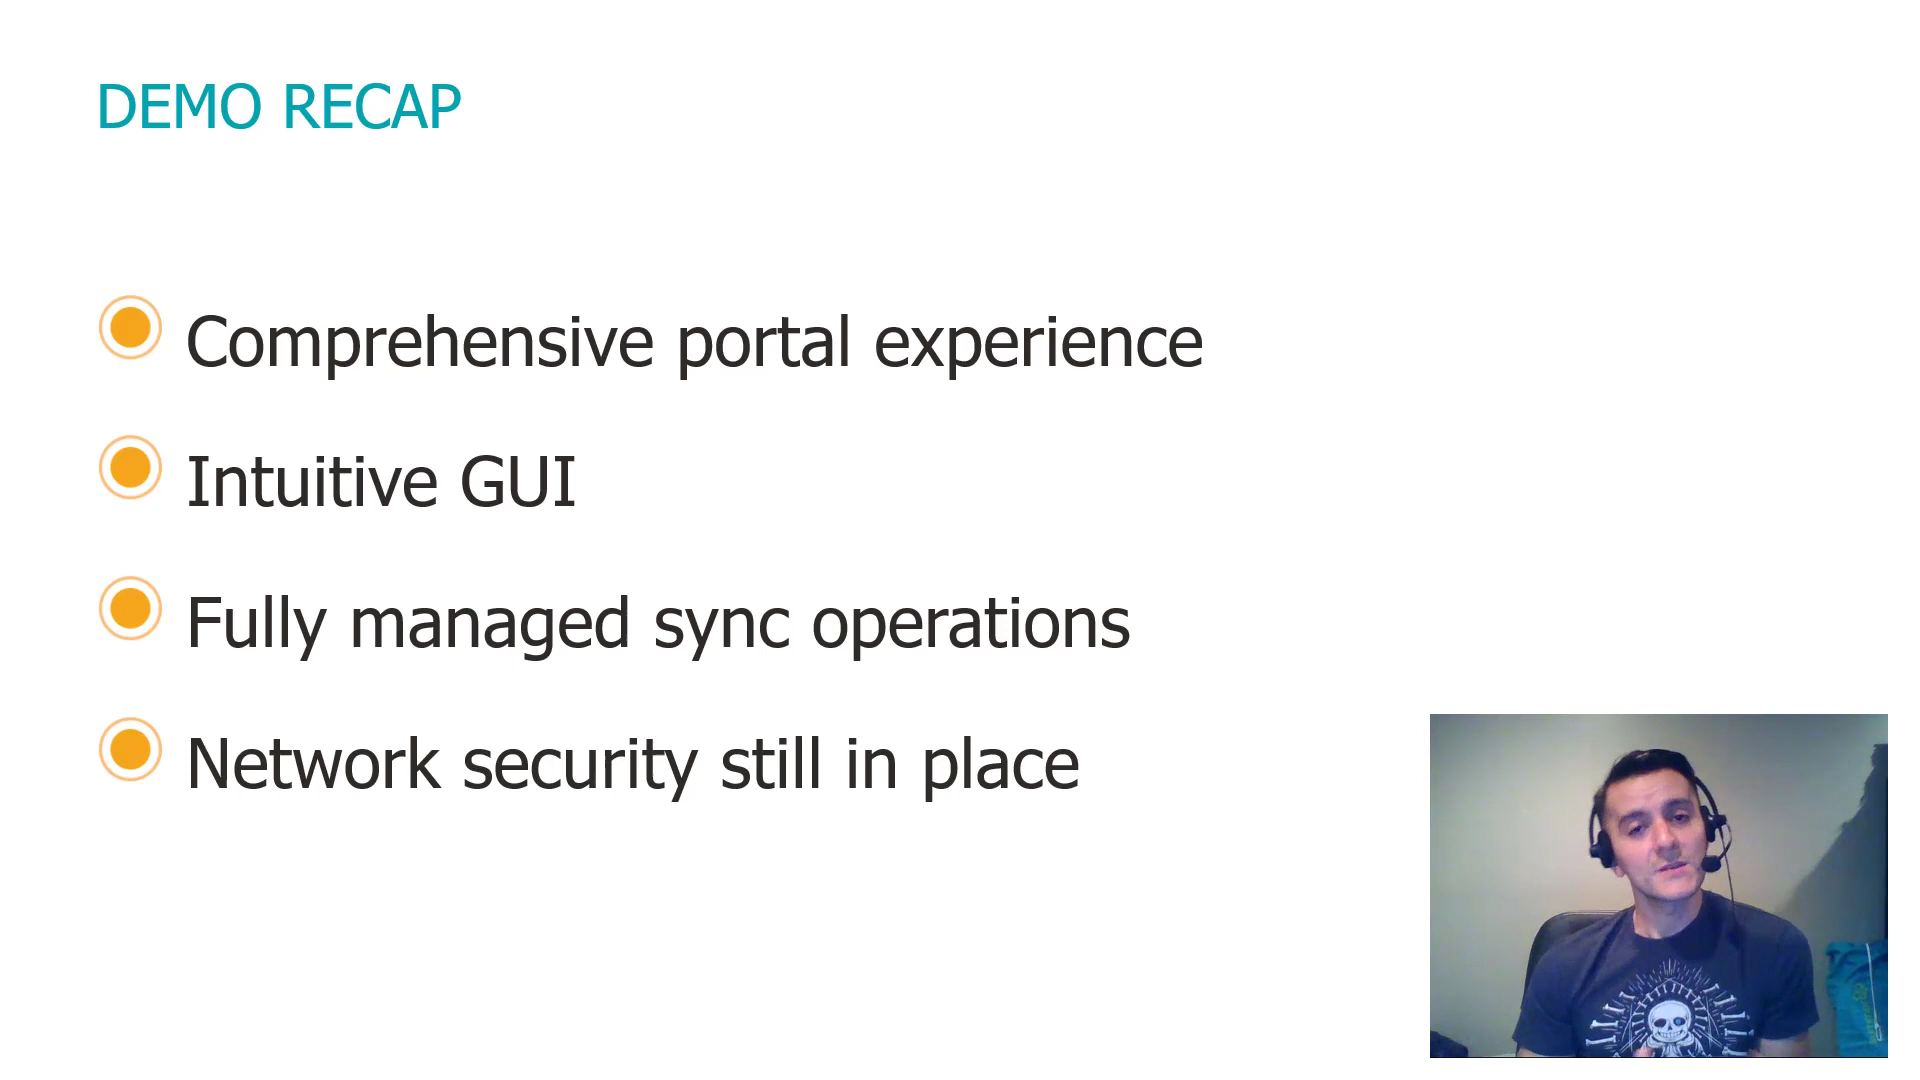 DEMO RECAP
Comprehensive portal experience
Intuitive GUI
Fully managed sync operations
Network security still in place